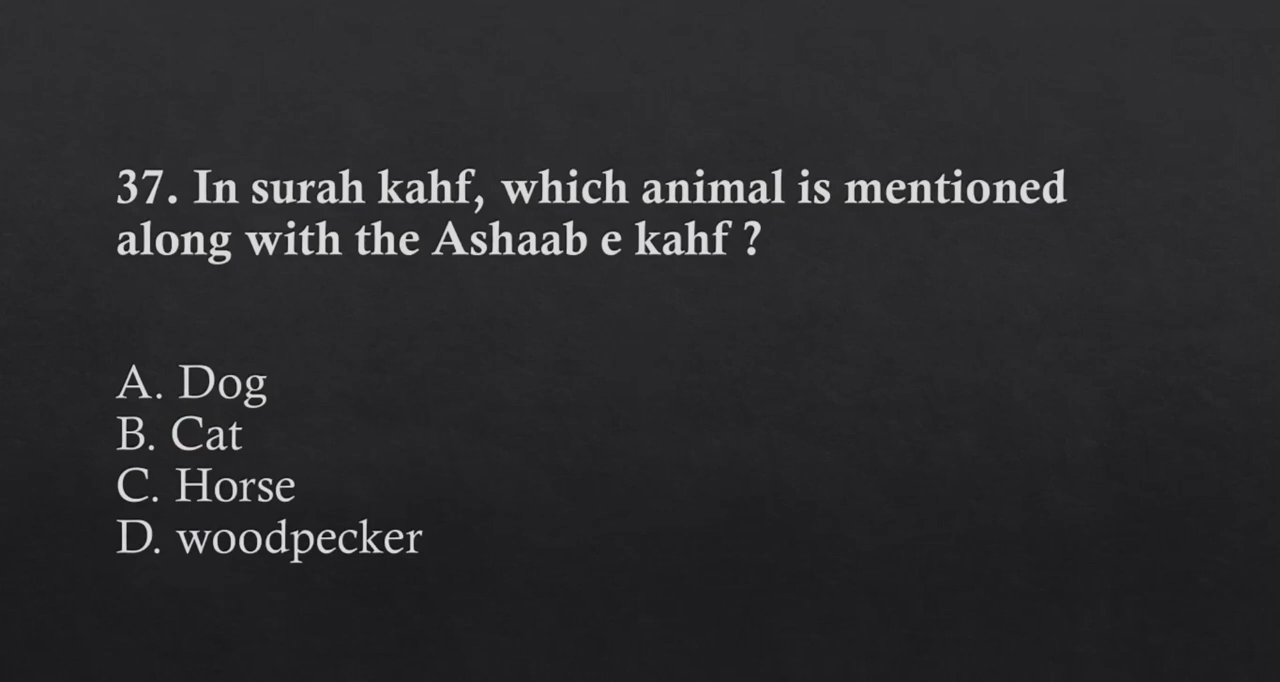 37. In surah kahf, which animal is mentioned
along with the Ashaab e kahf ?
A. Dog
B. Cat
C. Horse
D. woodpecker